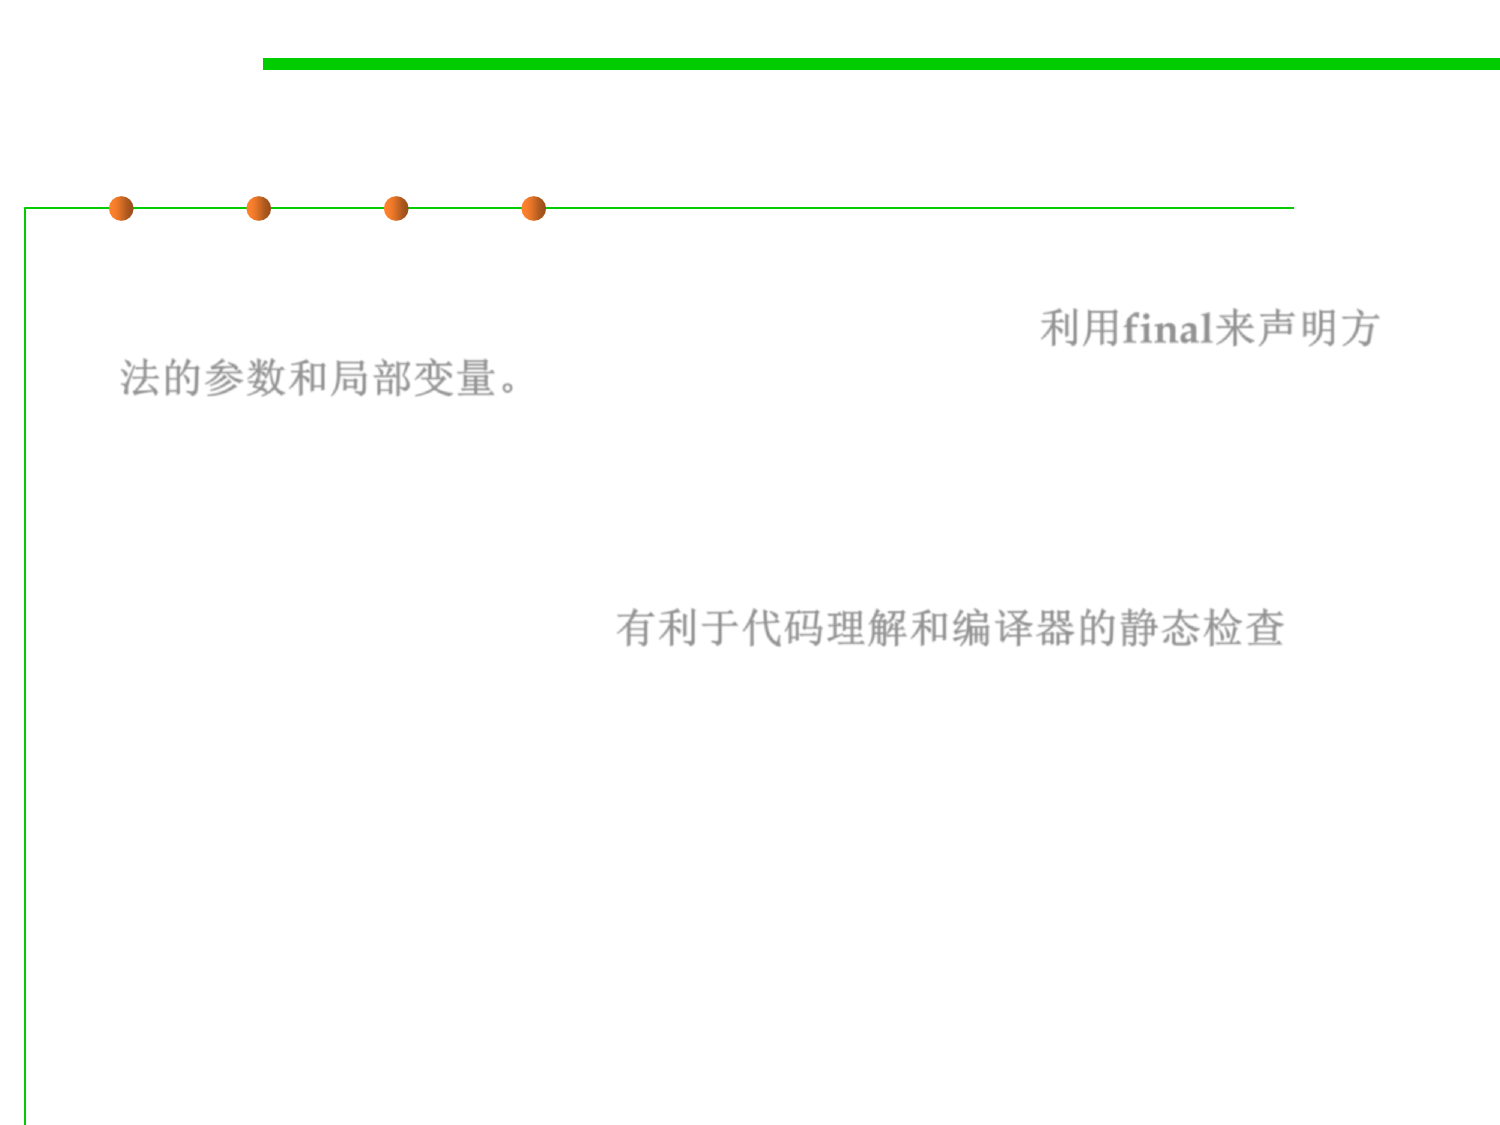 利用final来声明方
法的参数和局部变量。
有利于代码理解和编译器的静态检查